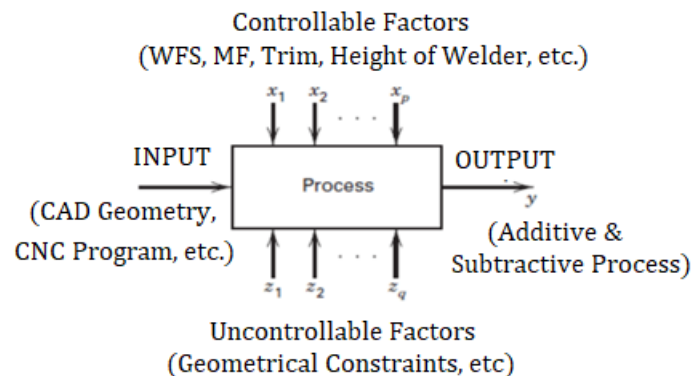 Controllable Factors
(WFS, MF, Trim, Height of Welder, etc.)
x₁ x₂ . . . xₚ
INPUT
OUTPUT
Process
y
(CAD Geometry,
CNC Program, etc.)
(Additive &
Subtractive Process)
z₁ z₂ . . . z_q
Uncontrollable Factors
(Geometrical Constraints, etc)